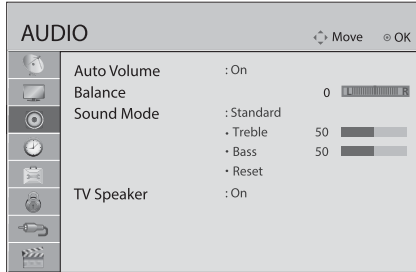 AUDIO Move OK
Auto Volume : On
Balance 0 L R
Sound Mode : Standard
• Treble 50
• Bass 50
• Reset
TV Speaker : On